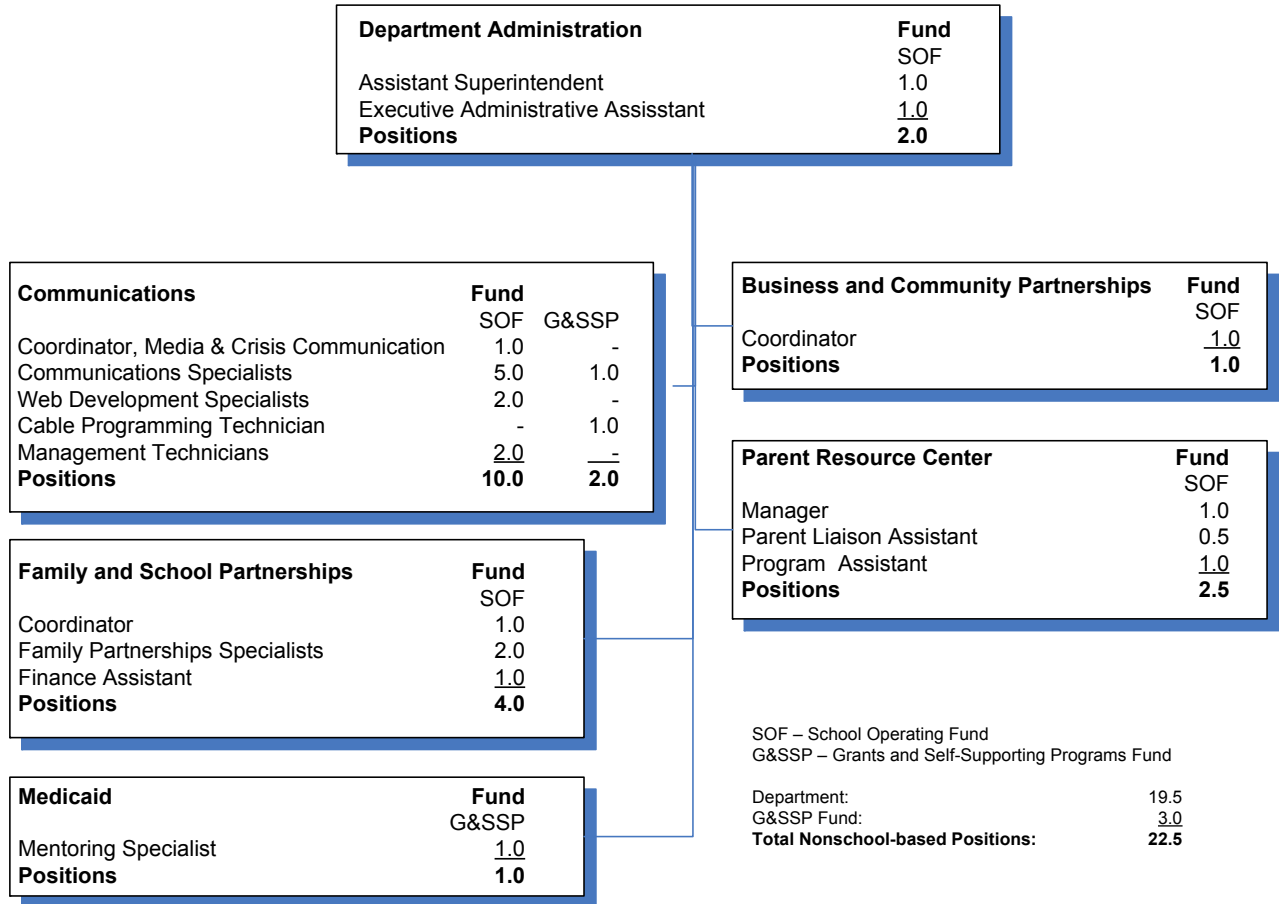 Department Administration Fund
SOF
Assistant Superintendent 1.0
Executive Administrative Assisstant 1.0
Positions 2.0
Communications Fund
SOF G&SSP
Coordinator, Media & Crisis Communication 1.0 -
Communications Specialists 5.0 1.0
Web Development Specialists 2.0 -
Cable Programming Technician - 1.0
Management Technicians 2.0 -
Positions 10.0 2.0
Business and Community Partnerships Fund
SOF
Coordinator 1.0
Positions 1.0
Parent Resource Center Fund
SOF
Manager 1.0
Parent Liaison Assistant 0.5
Program Assistant 1.0
Positions 2.5
Family and School Partnerships Fund
SOF
Coordinator 1.0
Family Partnerships Specialists 2.0
Finance Assistant 1.0
Positions 4.0
Medicaid Fund
G&SSP
Mentoring Specialist 1.0
Positions 1.0
SOF – School Operating Fund
G&SSP – Grants and Self-Supporting Programs Fund
Department: 19.5
G&SSP Fund: 3.0
Total Nonschool-based Positions: 22.5